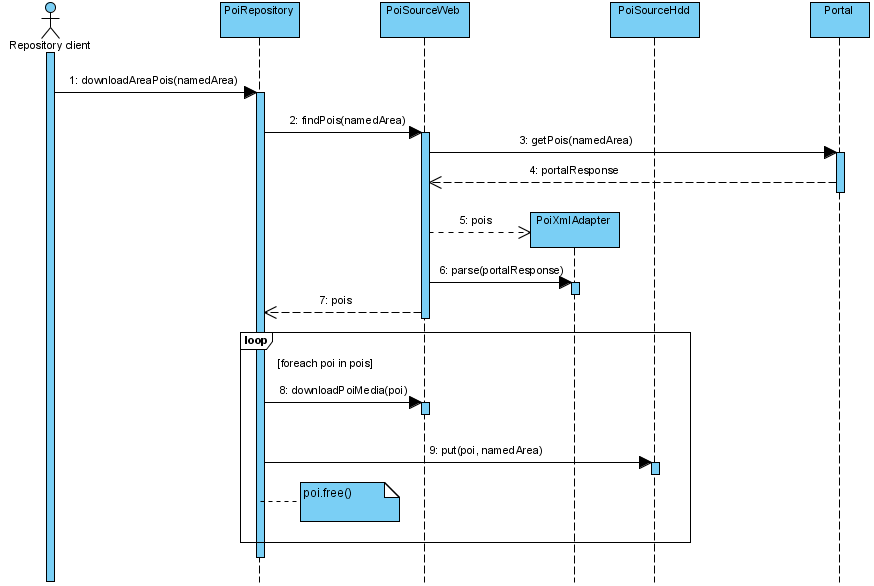 PoiRepository
PoiSourceWeb
PoiSourceHdd
Portal
Repository client
1: downloadAreaPois(namedArea)
2: findPois(namedArea)
3: getPois(namedArea)
4: portalResponse
5: pois
PoiXmlAdapter
6: parse(portalResponse)
7: pois
loop
[foreach poi in pois]
8: downloadPoiMedia(poi)
9: put(poi, namedArea)
poi.free()